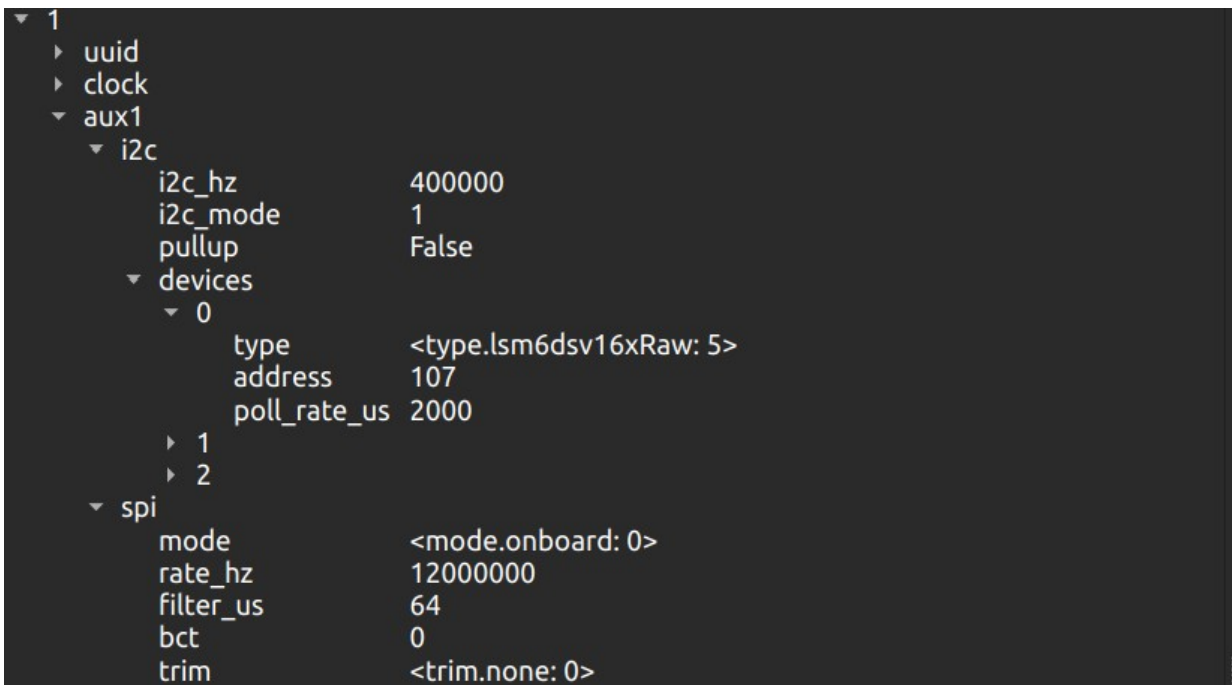 1
uuid
clock
aux1
i2c
i2c_hz 400000
i2c_mode 1
pullup False
devices
0
type <type.lsm6dsv16xRaw: 5>
address 107
poll_rate_us 2000
1
2
spi
mode <mode.onboard: 0>
rate_hz 12000000
filter_us 64
bct 0
trim <trim.none: 0>